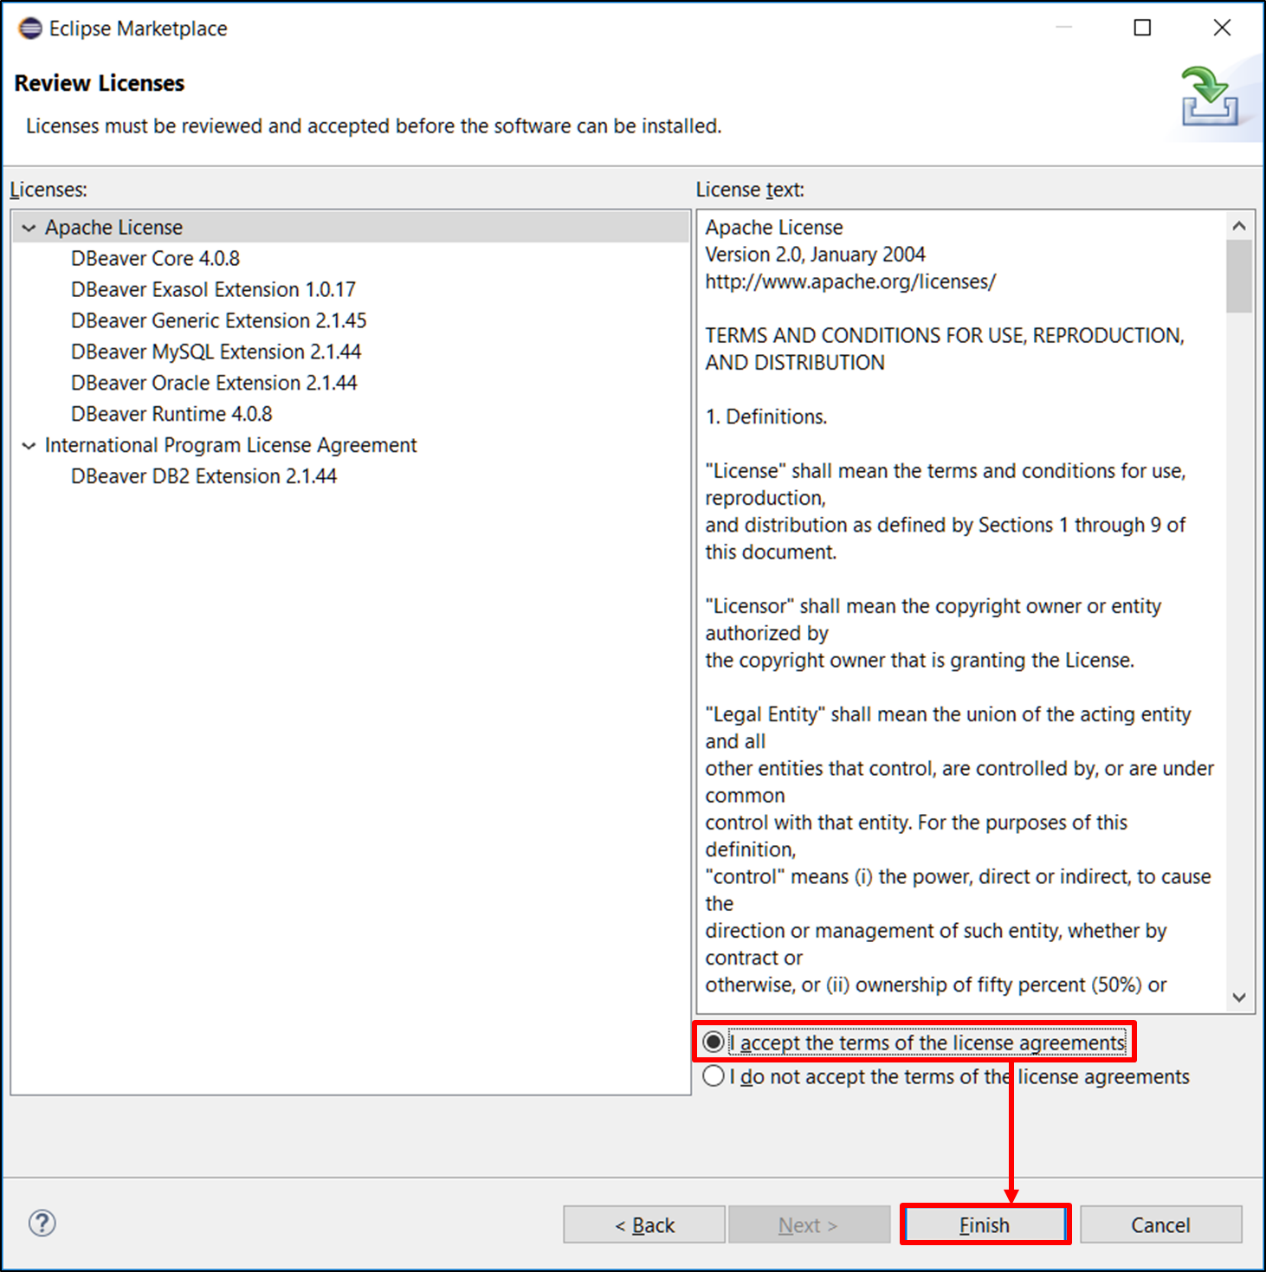 Eclipse Marketplace
Review Licenses
Licenses must be reviewed and accepted before the software can be installed.
Licenses:
Apache License
DBeaver Core 4.0.8
DBeaver Exasol Extension 1.0.17
DBeaver Generic Extension 2.1.45
DBeaver MySQL Extension 2.1.44
DBeaver Oracle Extension 2.1.44
DBeaver Runtime 4.0.8
International Program License Agreement
DBeaver DB2 Extension 2.1.44
License text:
Apache License
Version 2.0, January 2004
http://www.apache.org/licenses/
TERMS AND CONDITIONS FOR USE, REPRODUCTION,
AND DISTRIBUTION
1. Definitions.
"License" shall mean the terms and conditions for use,
reproduction,
and distribution as defined by Sections 1 through 9 of
this document.
"Licensor" shall mean the copyright owner or entity
authorized by
the copyright owner that is granting the License.
"Legal Entity" shall mean the union of the acting entity
and all
other entities that control, are controlled by, or are under
common
control with that entity. For the purposes of this
definition,
"control" means (i) the power, direct or indirect, to cause
the
direction or management of such entity, whether by
contract or
otherwise, or (ii) ownership of fifty percent (50%) or
I accept the terms of the license agreements
I do not accept the terms of the license agreements
?
< Back
Next >
Finish
Cancel